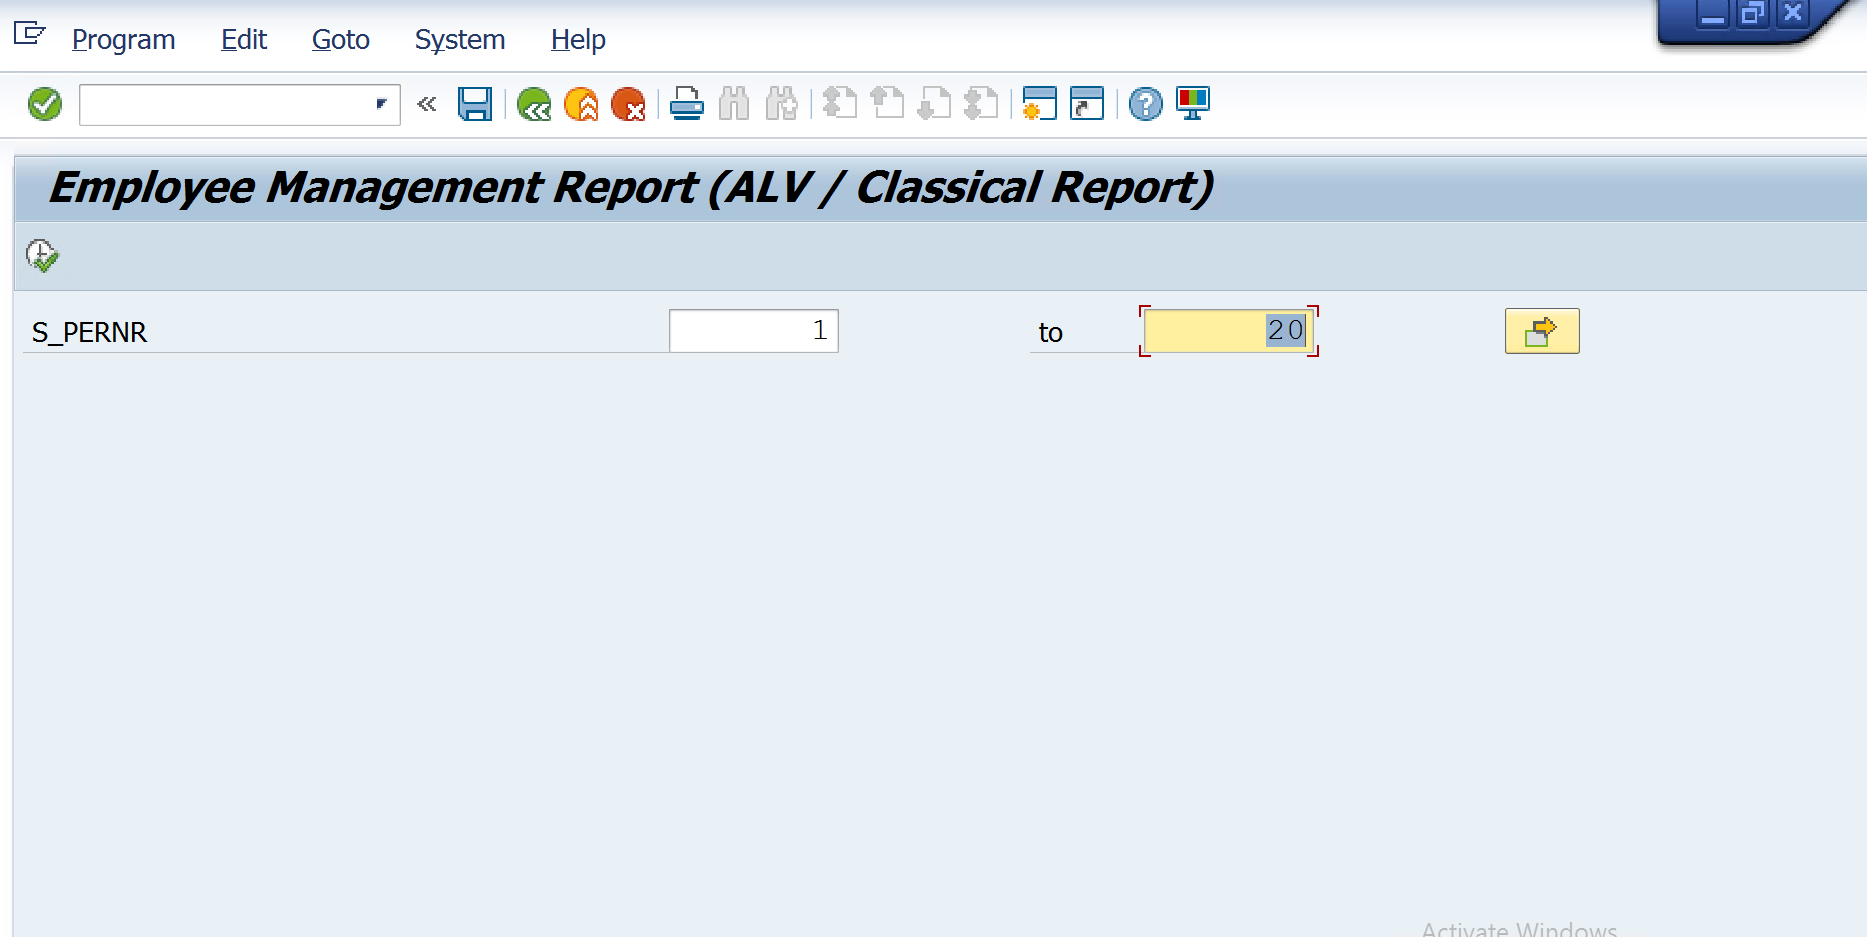 Program Edit Goto System Help
Employee Management Report (ALV / Classical Report)
S_PERNR 1 to 20
Activate Windows